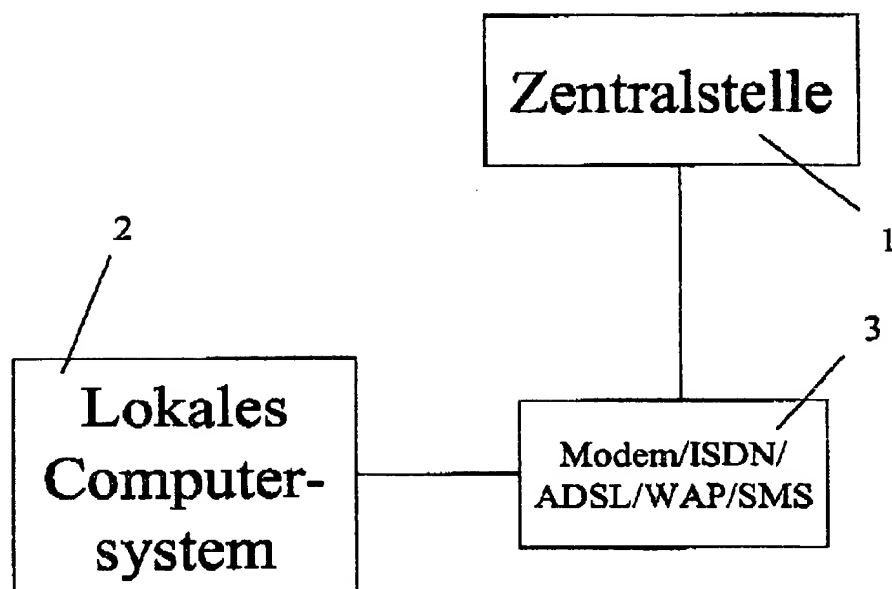 Zentralstelle
1
2
3
Lokales
Computer-
system
Modem/ISDN/
ADSL/WAP/SMS